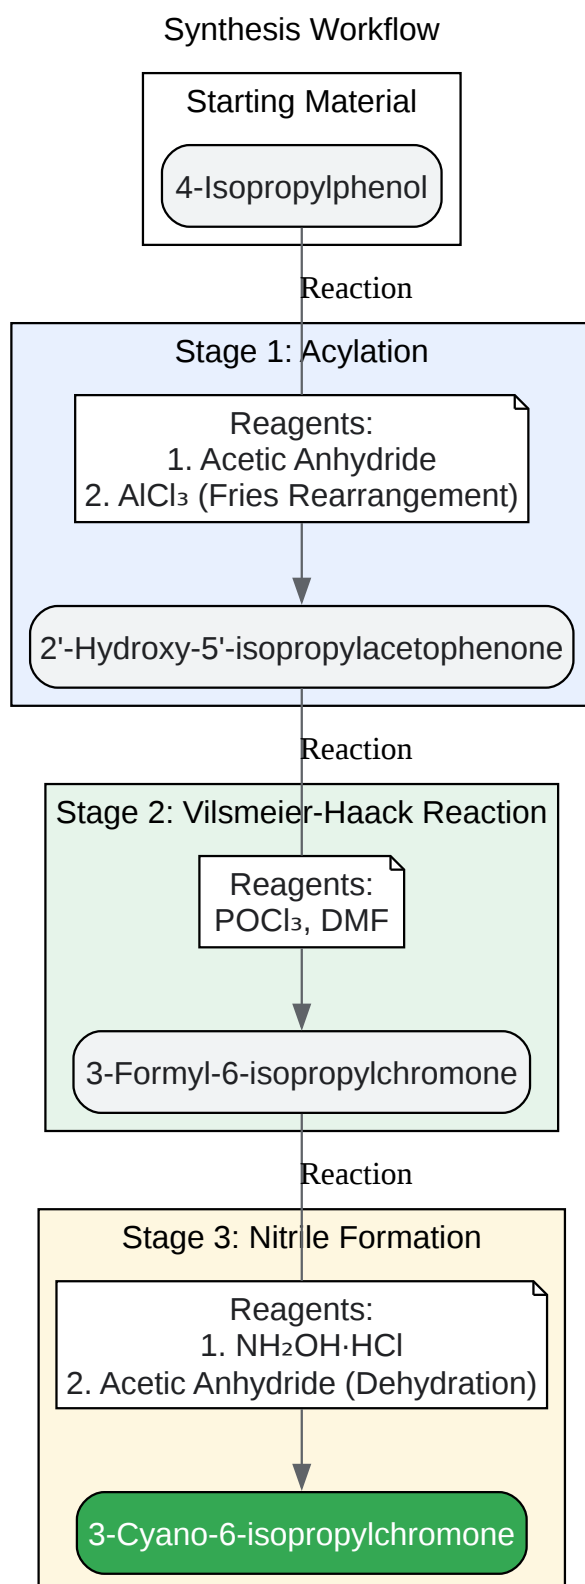 Synthesis Workflow
Starting Material
4-Isopropylphenol
Reaction
Stage 1: Acylation
Reagents:
1. Acetic Anhydride
2. AlCl₃ (Fries Rearrangement)
2'-Hydroxy-5'-isopropylacetophenone
Reaction
Stage 2: Vilsmeier-Haack Reaction
Reagents:
POCl₃, DMF
3-Formyl-6-isopropylchromone
Reaction
Stage 3: Nitrile Formation
Reagents:
1. NH₂OH·HCl
2. Acetic Anhydride (Dehydration)
3-Cyano-6-isopropylchromone